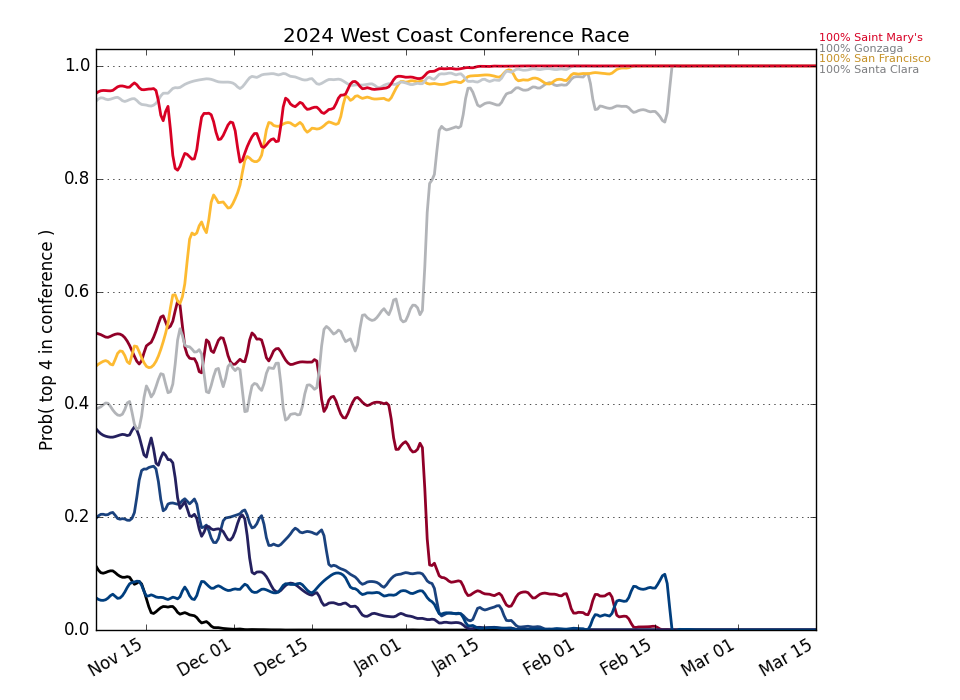 2024 West Coast Conference Race
100% Saint Mary's
100% Gonzaga
100% San Francisco
100% Santa Clara
Prob( top 4 in conference )
1.0
0.8
0.6
0.4
0.2
0.0
Nov 15
Dec 01
Dec 15
Jan 01
Jan 15
Feb 01
Feb 15
Mar 01
Mar 15